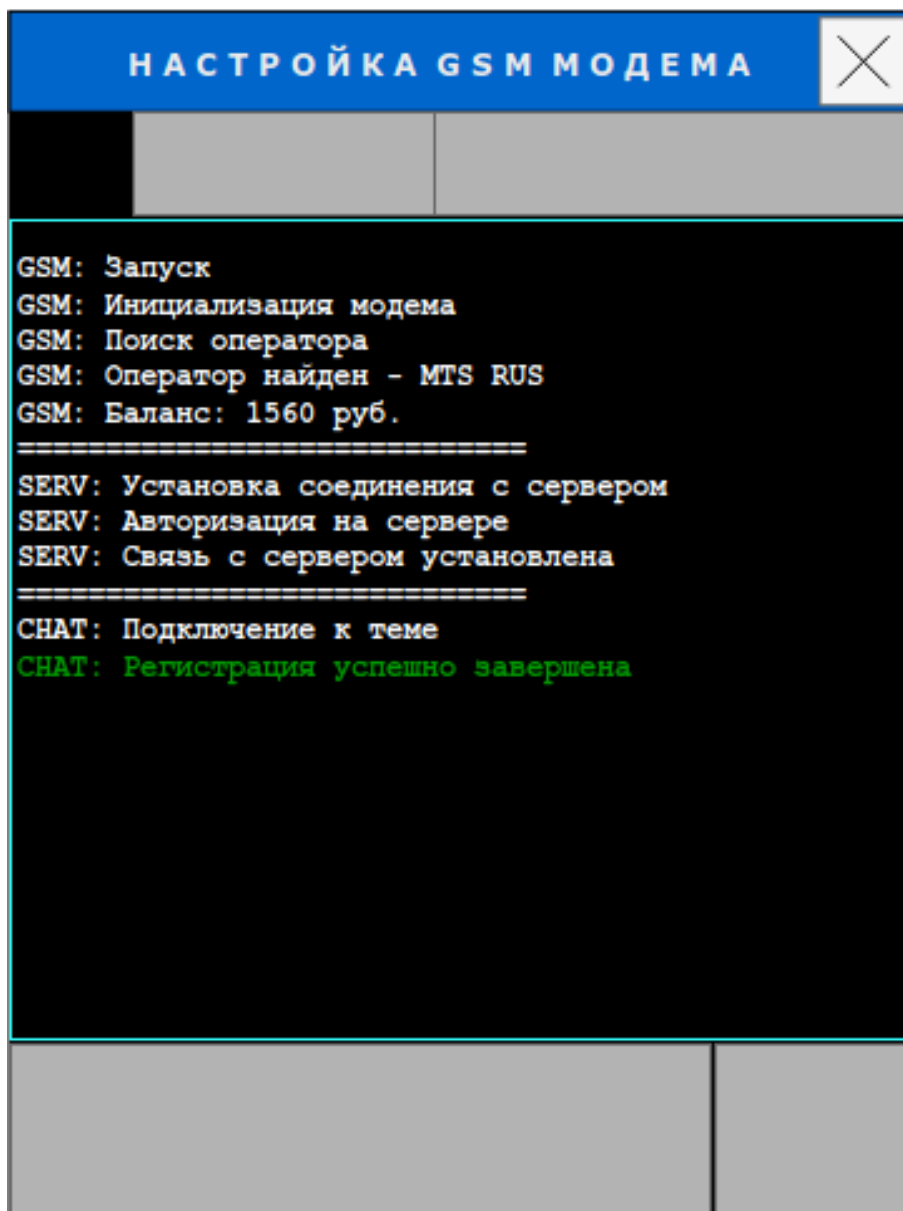 НАСТРОЙКА GSM МОДЕМА
GSM: Запуск
GSM: Инициализация модема
GSM: Поиск оператора
GSM: Оператор найден - MTS RUS
GSM: Баланс: 1560 руб.
=============================
SERV: Установка соединения с сервером
SERV: Авторизация на сервере
SERV: Связь с сервером установлена
=============================
CHAT: Подключение к теме
CHAT: Регистрация успешно завершена